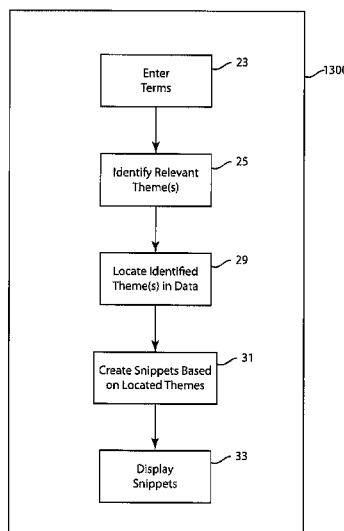 23
Enter
Terms
1306
25
Identify Relevant
Theme(s)
29
Locate Identified
Theme(s) in Data
31
Create Snippets Based
on Located Themes
33
Display
Snippets